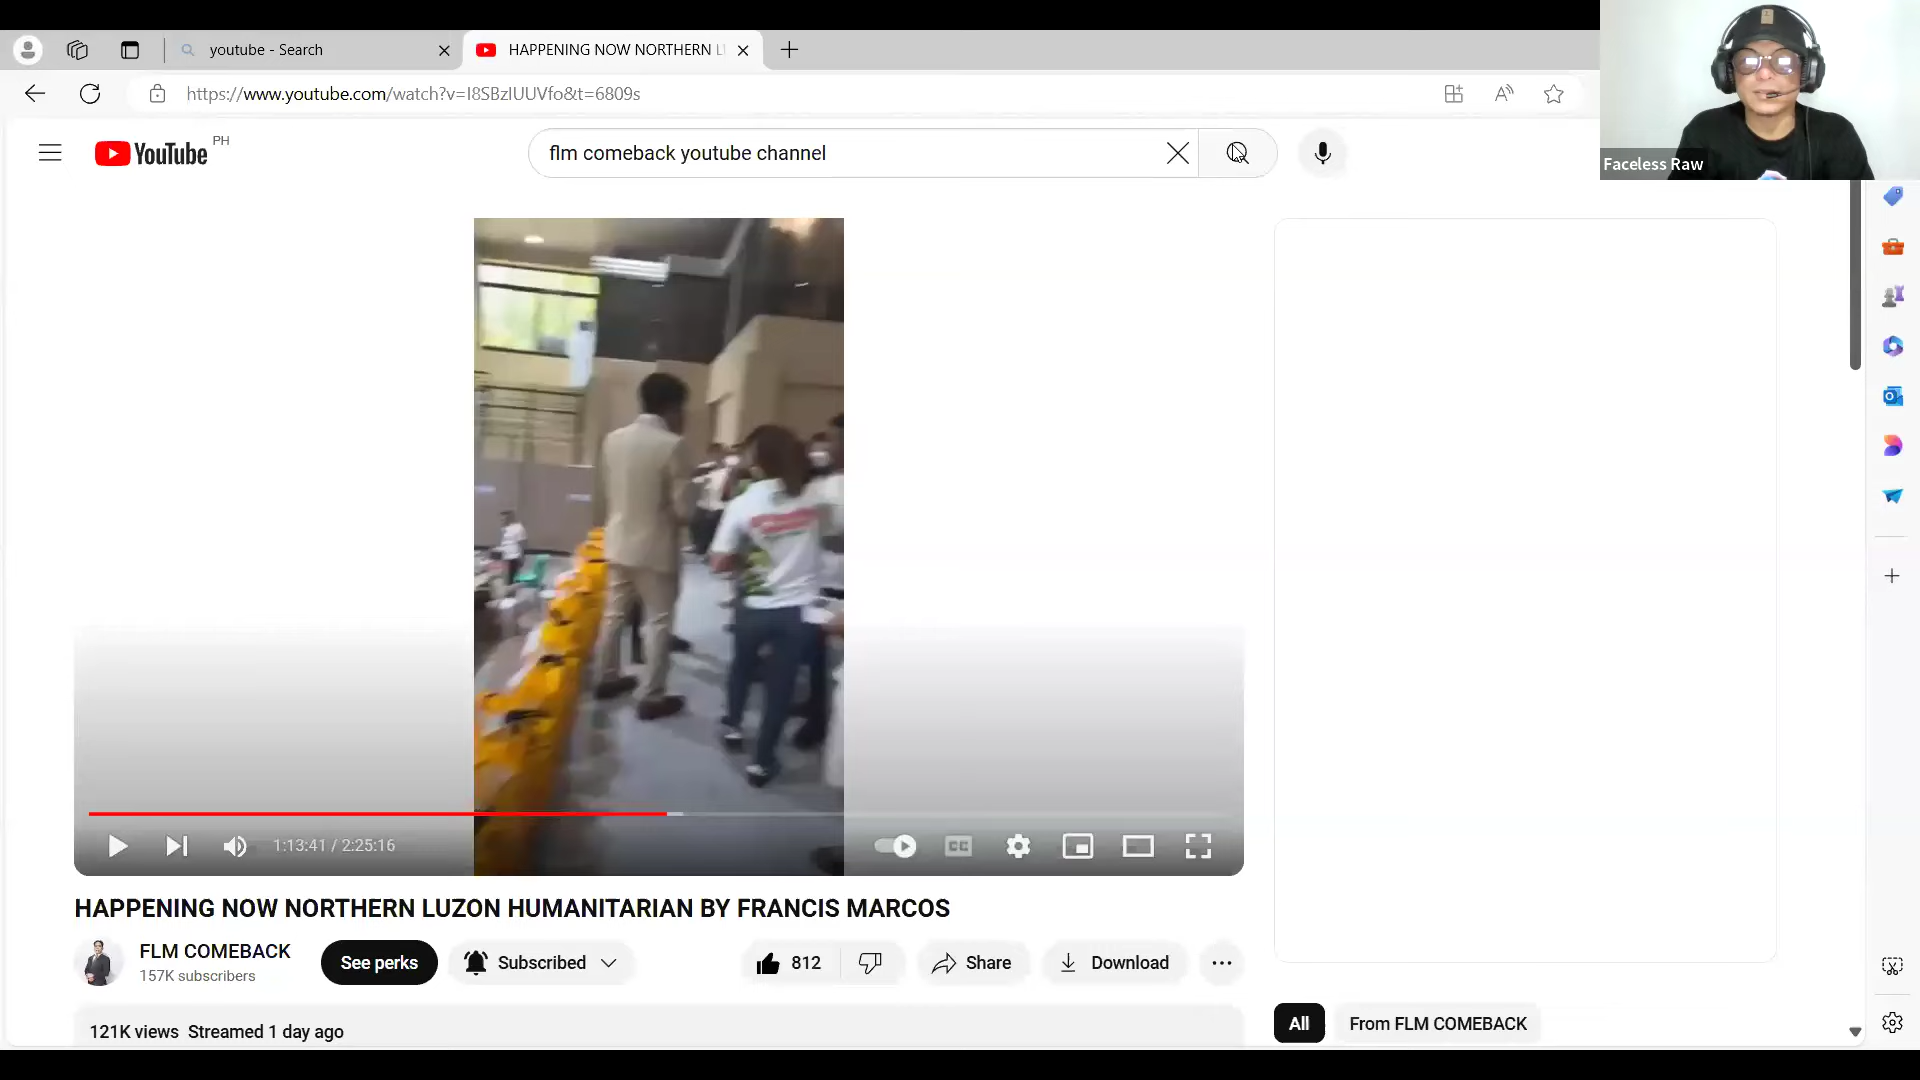 youtube - Search
HAPPENING NOW NORTHERN L
https://www.youtube.com/watch?v=I8SBzlUUVfo&t=6809s
YouTube PH
flm comeback youtube channel
Faceless Raw
1:13:41 / 2:25:16
CC
HAPPENING NOW NORTHERN LUZON HUMANITARIAN BY FRANCIS MARCOS
FLM COMEBACK
157K subscribers
See perks
Subscribed
812
Share
Download
121K views Streamed 1 day ago
All
From FLM COMEBACK